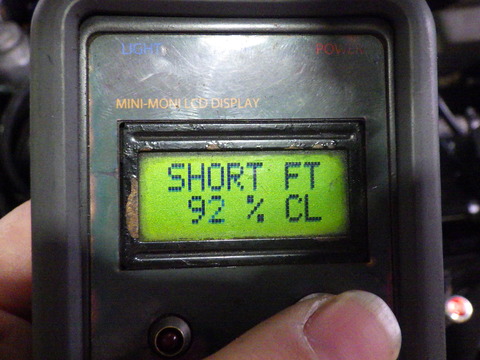 LIGHT POWER
MINI-MONI LCD DISPLAY
SHORT FT
92 % CL